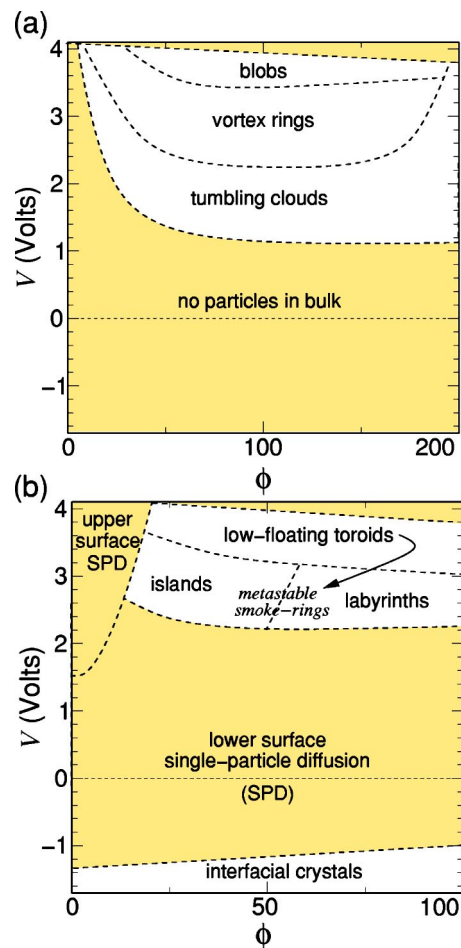 (a)
4
3
2
1
0
−1
V (Volts)
blobs
vortex rings
tumbling clouds
no particles in bulk
0
100
200
ϕ
(b)
4
3
2
1
0
−1
V (Volts)
upper
surface
SPD
low−floating toroids
islands
metastable
smoke−rings
labyrinths
lower surface
single−particle diffusion
(SPD)
interfacial crystals
0
50
100
ϕ